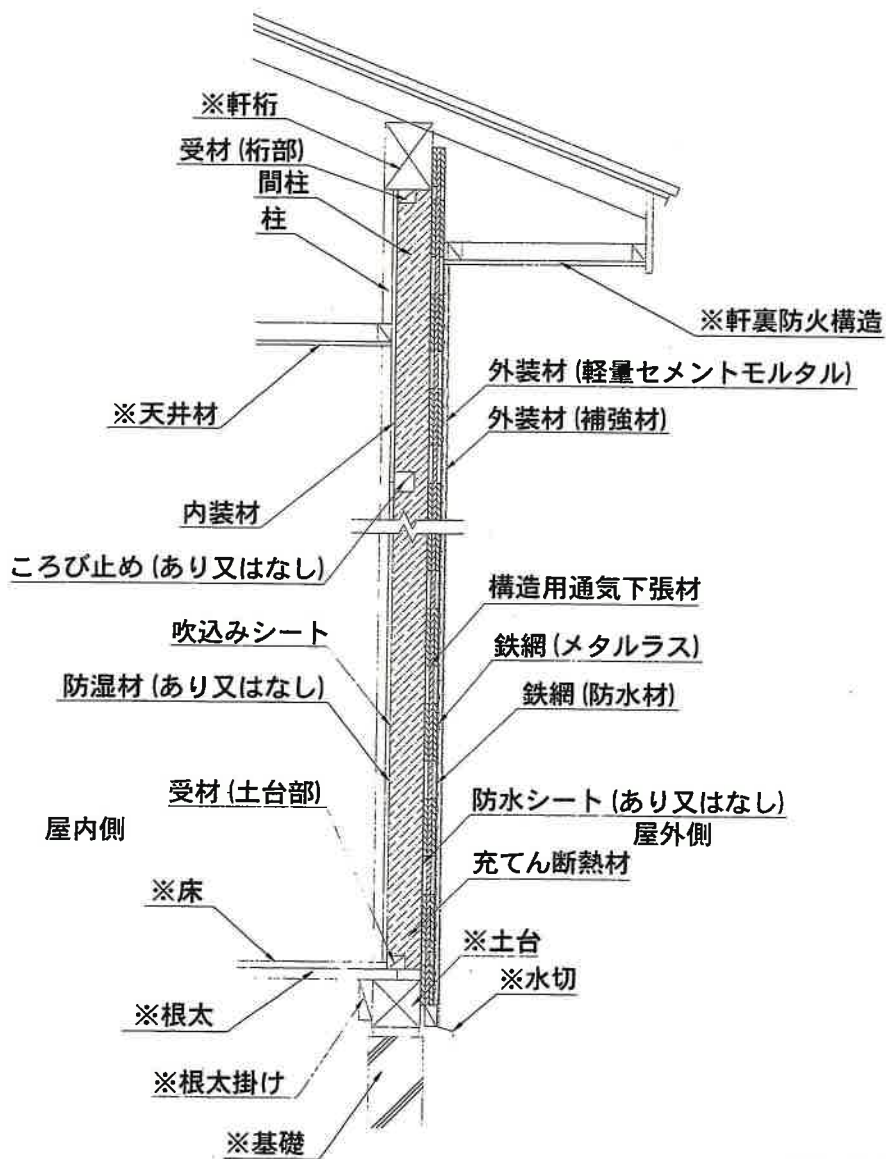 ※軒桁
受材(桁部)
間柱
柱
※軒裏防火構造
外装材(軽量セメントモルタル)
※天井材
外装材(補強材)
内装材
ころび止め(あり又はなし)
構造用通気下張材
吹込みシート
鉄網(メタルラス)
防湿材(あり又はなし)
鉄網(防水材)
受材(土台部)
防水シート(あり又はなし)
屋内側
屋外側
充てん断熱材
※床
※土台
※水切
※根太
※根太掛け
※基礎